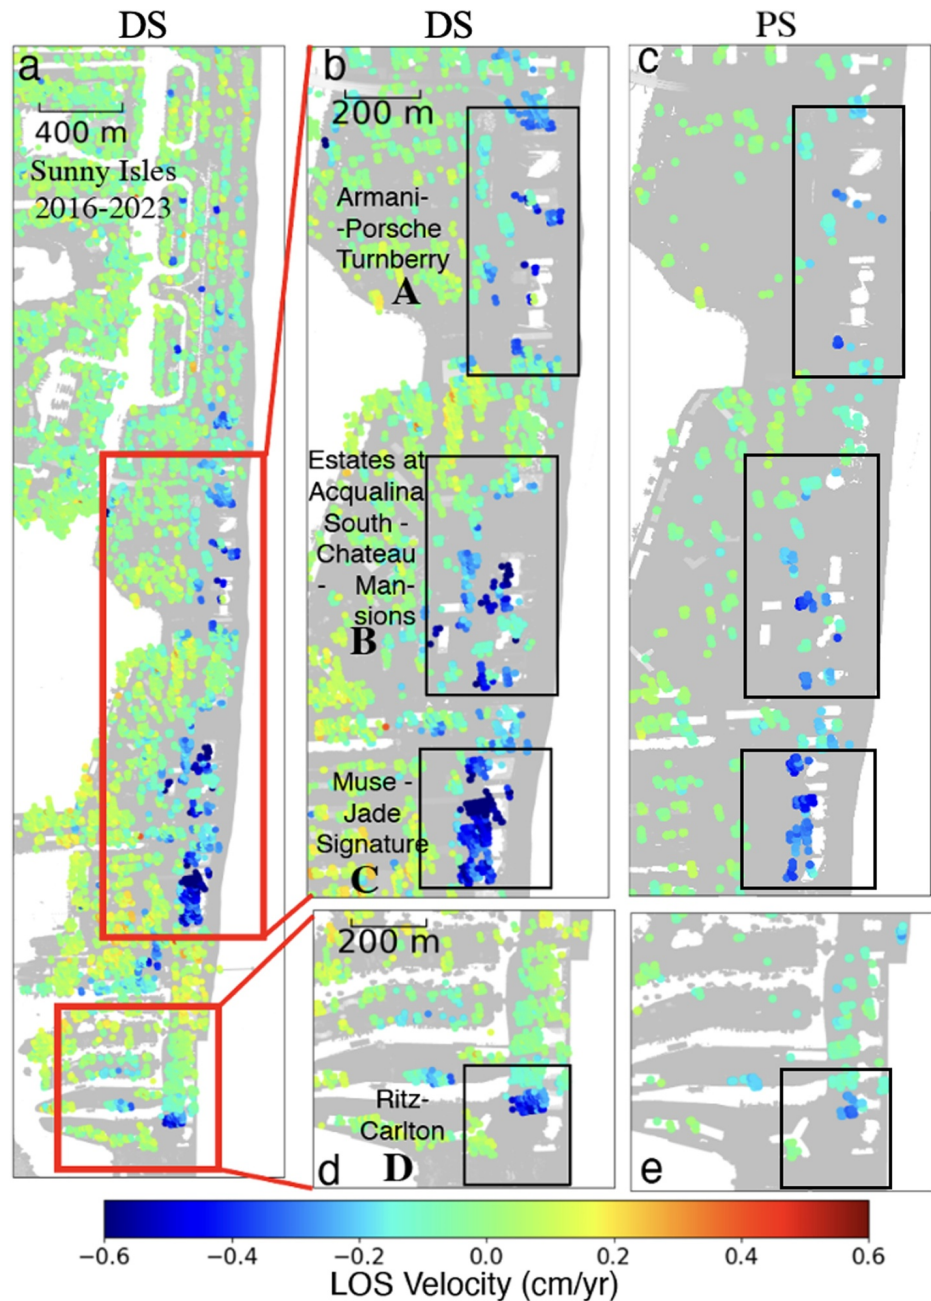 DS
DS
PS
a
400 m
Sunny Isles
2016-2023
b
200 m
Armani-
-Porsche
Turnberry
A
Estates at
Acqualina
South -
Chateau
- Man-
sions
B
Muse -
Jade
Signature
C
c
200 m
Ritz-
Carlton
D
d
e
−0.6 −0.4 −0.2 0.0 0.2 0.4 0.6
LOS Velocity (cm/yr)